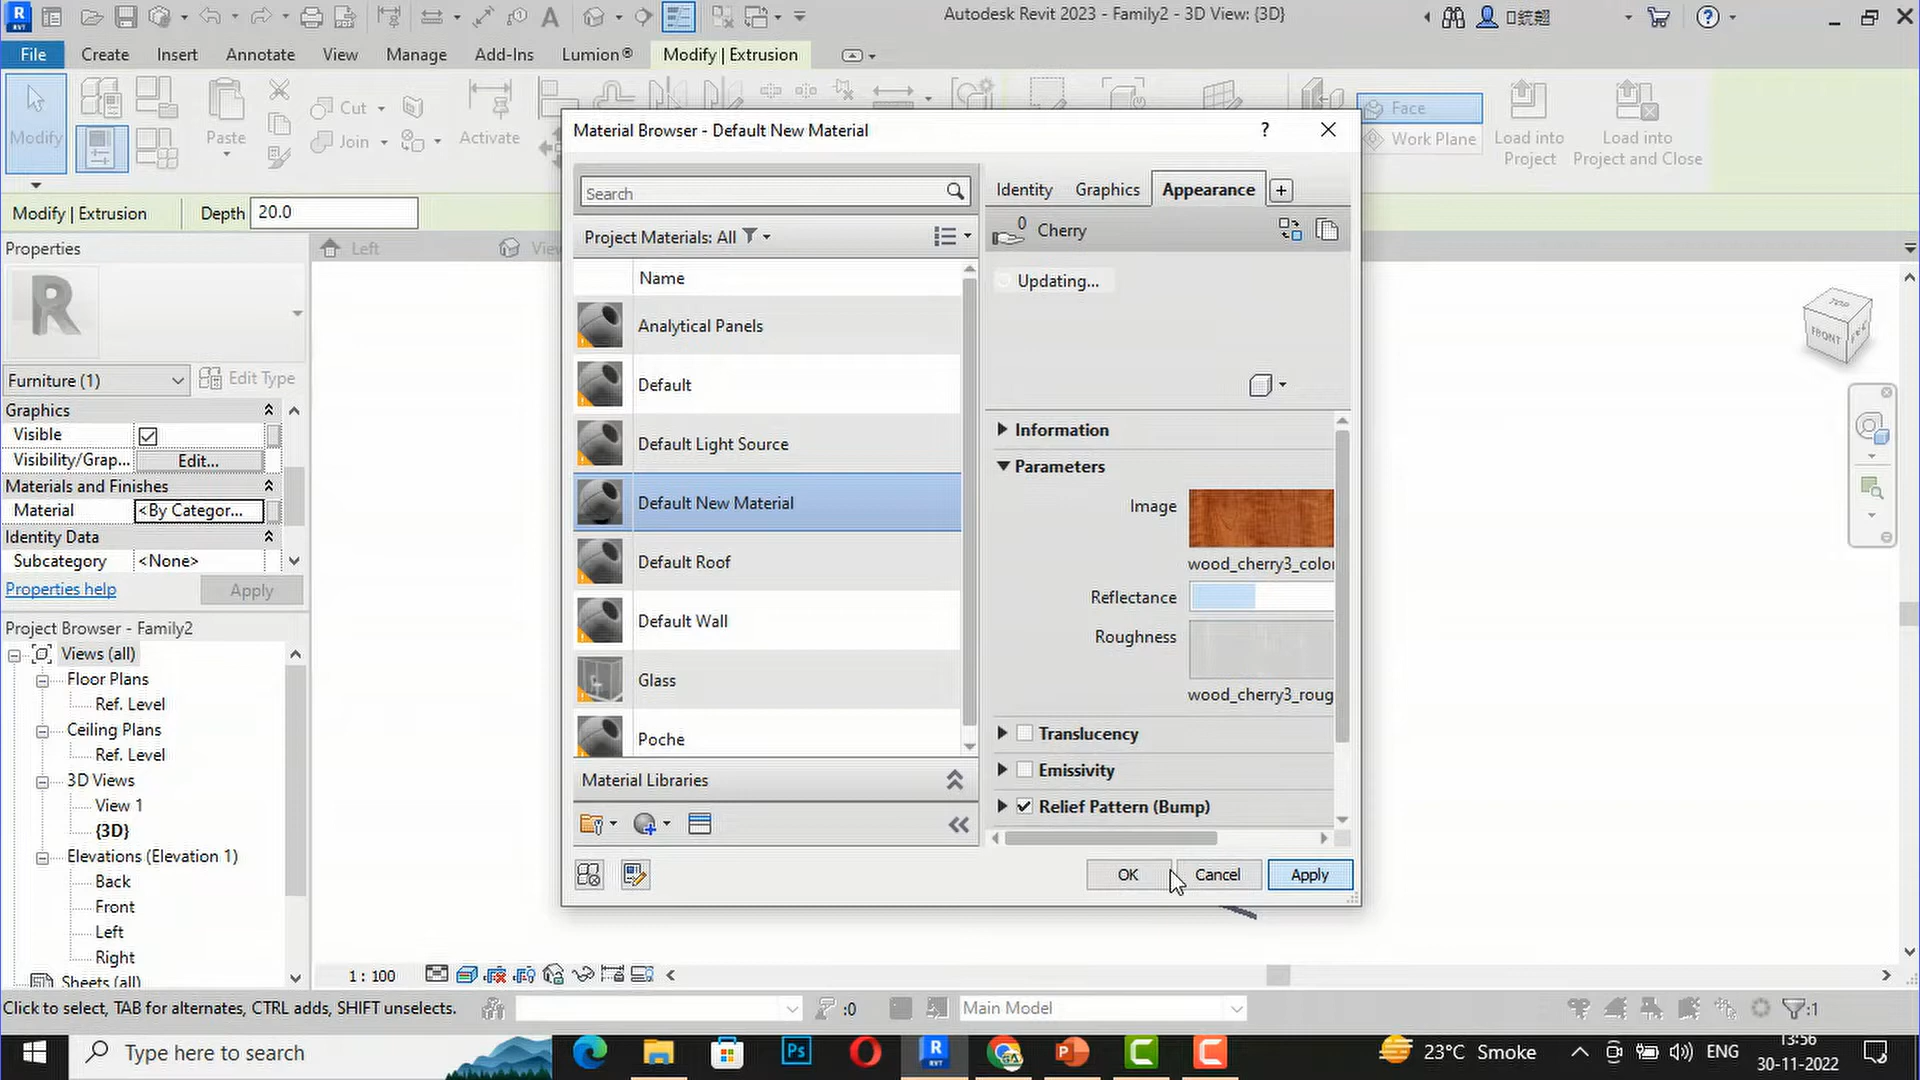 Autodesk Revit 2023 - Family2 - 3D View: {3D}
File Create Insert Annotate View Manage Add-Ins Lumion® Modify | Extrusion
Modify
Paste
Cut
Join
Activate
Face
Work Plane
Load into Project
Load into Project and Close
Modify | Extrusion Depth 20.0
Properties
Left
Furniture (1) Edit Type
Graphics
Visible
Visibility/Grap... Edit...
Materials and Finishes
Material <By Categor...
Identity Data
Subcategory <None>
Properties help Apply
Project Browser - Family2
Views (all)
Floor Plans
Ref. Level
Ceiling Plans
Ref. Level
3D Views
View 1
{3D}
Elevations (Elevation 1)
Back
Front
Left
Right
Sheets (all)
Material Browser - Default New Material
? 
Search
Project Materials: All
Name
Analytical Panels
Default
Default Light Source
Default New Material
Default Roof
Default Wall
Glass
Poche
Material Libraries
Identity Graphics Appearance +
0 Cherry
Updating...
Information
Parameters
Image
wood_cherry3_color
Reflectance
Roughness
wood_cherry3_roug
Translucency
Emissivity
Relief Pattern (Bump)
OK Cancel Apply
TOP
FRONT
1 : 100
Click to select, TAB for alternates, CTRL adds, SHIFT unselects.
:0
Main Model
:1
Type here to search
23°C Smoke
ENG
13:56
30-11-2022